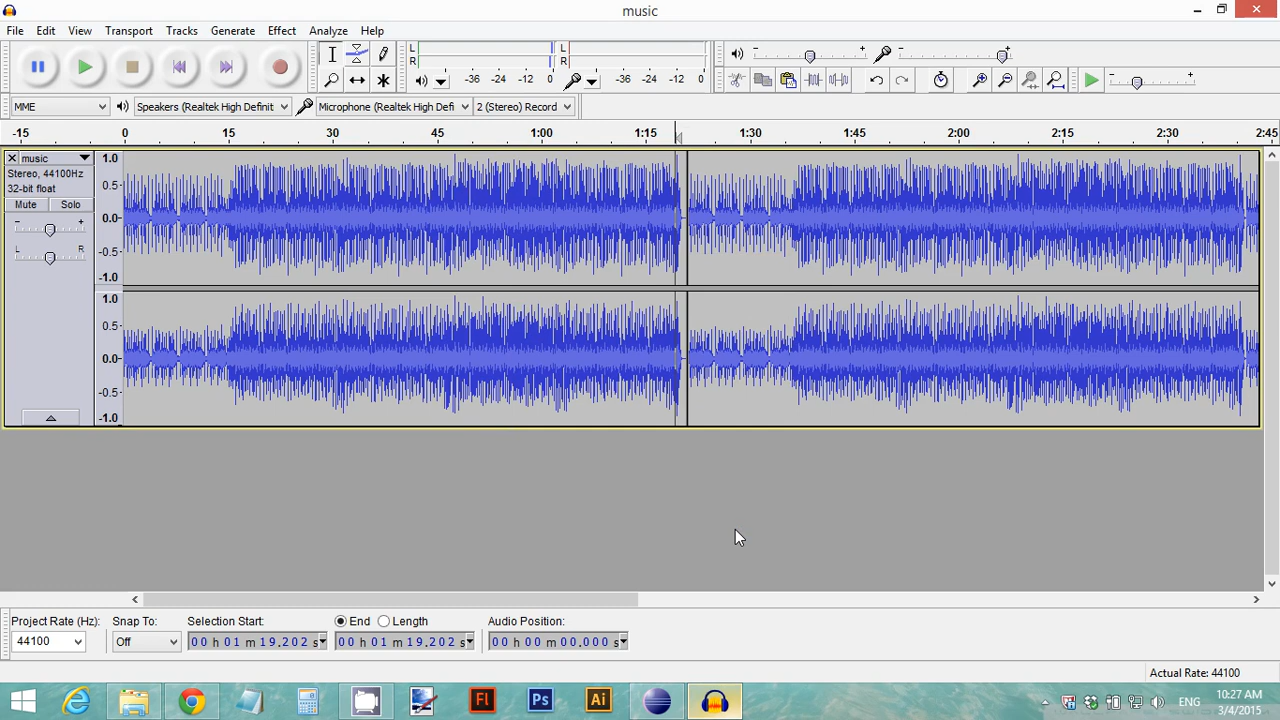 music
File Edit View Transport Tracks Generate Effect Analyze Help
L
R
-36 -24 -12 0
L
R
-36 -24 -12 0
MME Speakers (Realtek High Definit Microphone (Realtek High Defi 2 (Stereo) Record
-15 0 15 30 45 1:00 1:15 1:30 1:45 2:00 2:15 2:30 2:45
music
Stereo, 44100Hz
32-bit float
Mute Solo
- +
L R
1.0
0.5-
0.0-
-0.5-
-1.0
1.0
0.5-
0.0-
-0.5-
-1.0
Project Rate (Hz): Snap To: Selection Start: End Length Audio Position:
44100 Off 00 h 01 m 19.202 s 00 h 01 m 19.202 s 00 h 00 m 00.000 s
Actual Rate: 44100
Fl Ps Ai ENG
10:27 AM
3/4/2015